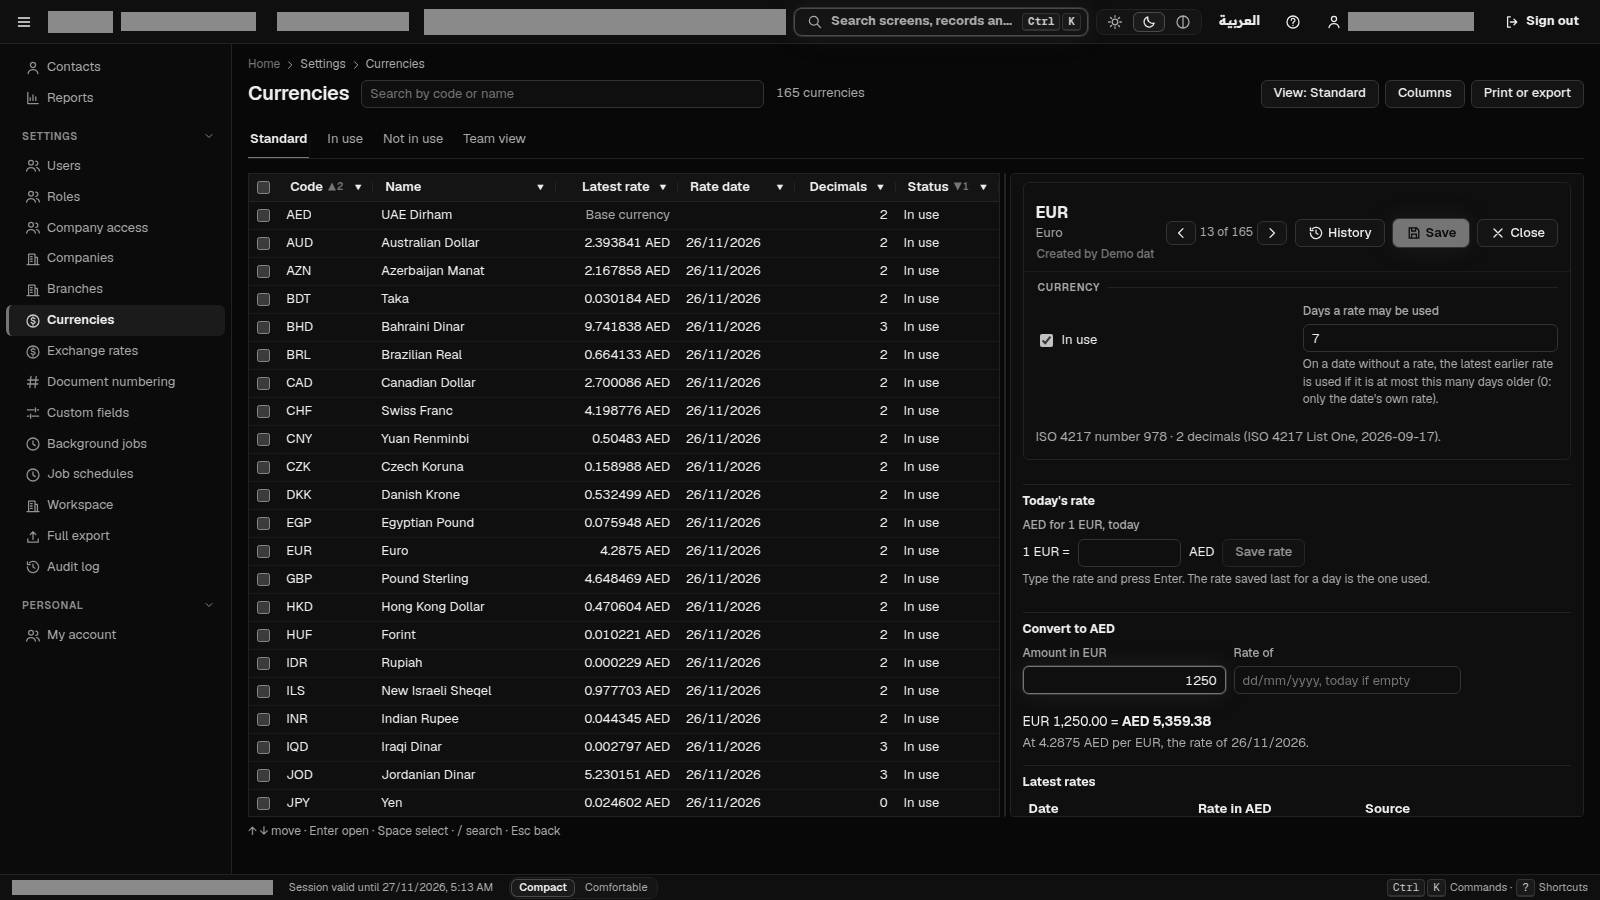 Search screens, records an... Ctrl K
العربية
Sign out
Contacts
Reports
SETTINGS
Users
Roles
Company access
Companies
Branches
Currencies
Exchange rates
Document numbering
Custom fields
Background jobs
Job schedules
Workspace
Full export
Audit log
PERSONAL
My account
Home > Settings > Currencies
Currencies
Search by code or name
165 currencies
View: Standard
Columns
Print or export
Standard In use Not in use Team view
Code ▲2 Name Latest rate Rate date Decimals Status ▼1
AED UAE Dirham Base currency 2 In use
AUD Australian Dollar 2.393841 AED 26/11/2026 2 In use
AZN Azerbaijan Manat 2.167858 AED 26/11/2026 2 In use
BDT Taka 0.030184 AED 26/11/2026 2 In use
BHD Bahraini Dinar 9.741838 AED 26/11/2026 3 In use
BRL Brazilian Real 0.664133 AED 26/11/2026 2 In use
CAD Canadian Dollar 2.700086 AED 26/11/2026 2 In use
CHF Swiss Franc 4.198776 AED 26/11/2026 2 In use
CNY Yuan Renminbi 0.50483 AED 26/11/2026 2 In use
CZK Czech Koruna 0.158988 AED 26/11/2026 2 In use
DKK Danish Krone 0.532499 AED 26/11/2026 2 In use
EGP Egyptian Pound 0.075948 AED 26/11/2026 2 In use
EUR Euro 4.2875 AED 26/11/2026 2 In use
GBP Pound Sterling 4.648469 AED 26/11/2026 2 In use
HKD Hong Kong Dollar 0.470604 AED 26/11/2026 2 In use
HUF Forint 0.010221 AED 26/11/2026 2 In use
IDR Rupiah 0.000229 AED 26/11/2026 2 In use
ILS New Israeli Sheqel 0.977703 AED 26/11/2026 2 In use
INR Indian Rupee 0.044345 AED 26/11/2026 2 In use
IQD Iraqi Dinar 0.002797 AED 26/11/2026 3 In use
JOD Jordanian Dinar 5.230151 AED 26/11/2026 3 In use
JPY Yen 0.024602 AED 26/11/2026 0 In use
↑↓ move · Enter open · Space select · / search · Esc back
EUR
Euro
Created by Demo dat
13 of 165
History
Save
Close
CURRENCY
In use
Days a rate may be used
7
On a date without a rate, the latest earlier rate
is used if it is at most this many days older (0:
only the date's own rate).
ISO 4217 number 978 · 2 decimals (ISO 4217 List One, 2026-09-17).
Today's rate
AED for 1 EUR, today
1 EUR = AED Save rate
Type the rate and press Enter. The rate saved last for a day is the one used.
Convert to AED
Amount in EUR Rate of
1250 dd/mm/yyyy, today if empty
EUR 1,250.00 = AED 5,359.38
At 4.2875 AED per EUR, the rate of 26/11/2026.
Latest rates
Date Rate in AED Source
Session valid until 27/11/2026, 5:13 AM
Compact Comfortable
Ctrl K Commands · ? Shortcuts